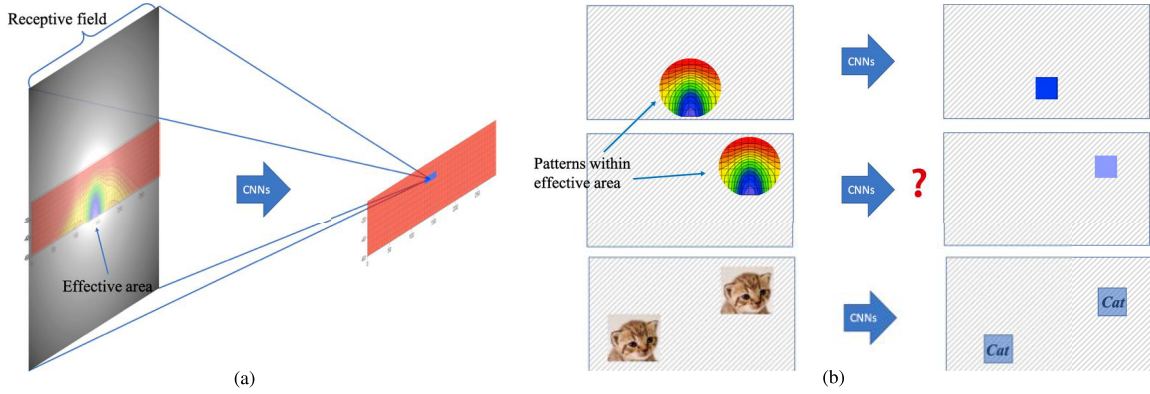 Receptive field
CNNs
Effective area
(a)
CNNs
Patterns within
effective area
CNNs
?
CNNs
Cat
Cat
(b)